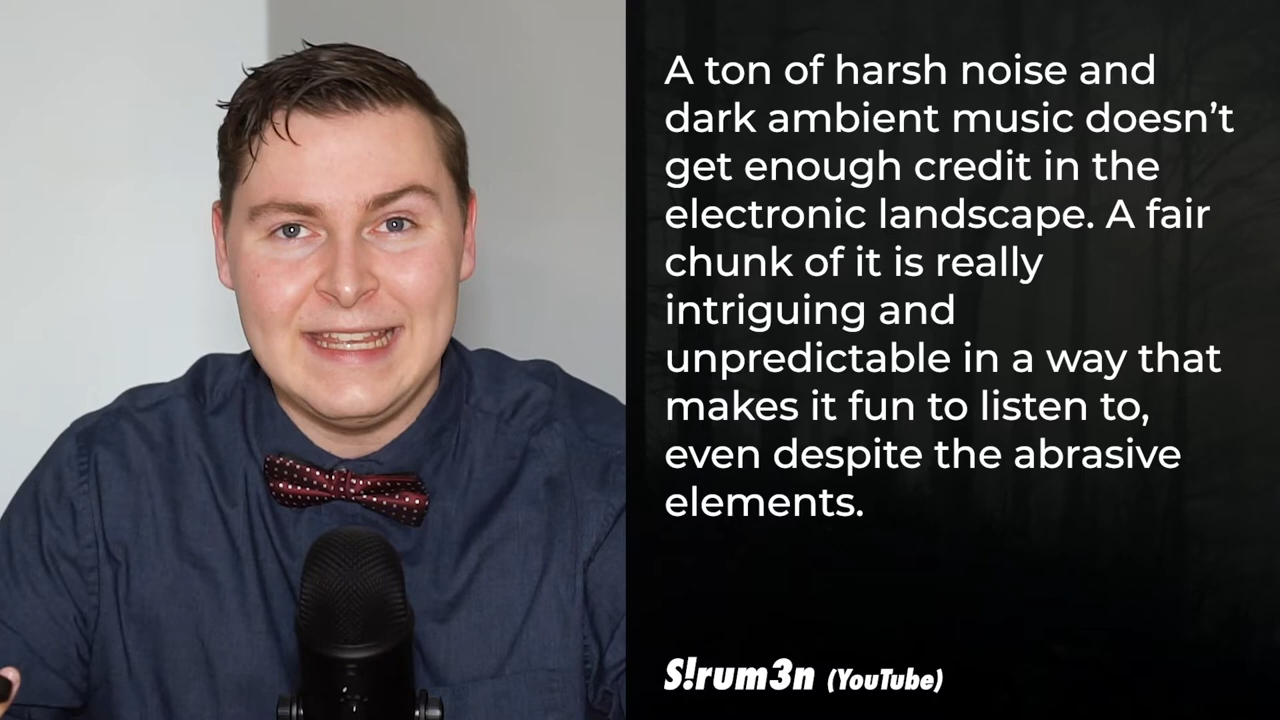 A ton of harsh noise and
dark ambient music doesn’t
get enough credit in the
electronic landscape. A fair
chunk of it is really
intriguing and
unpredictable in a way that
makes it fun to listen to,
even despite the abrasive
elements.
S!rum3n (YouTube)